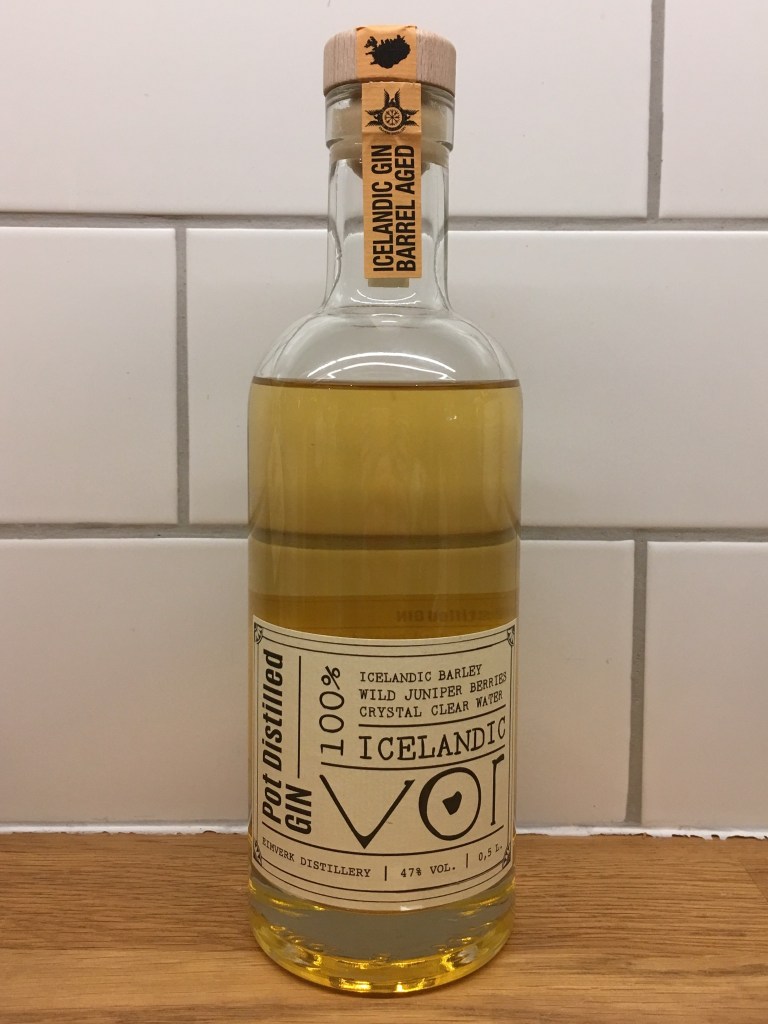 ICELANDIC GIN
BARREL AGED
Pot Distilled
GIN
100%
ICELANDIC BARLEY
WILD JUNIPER BERRIES
CRYSTAL CLEAR WATER
ICELANDIC
vor
EIMVERK DISTILLERY | 47% VOL. | 0,5 L.